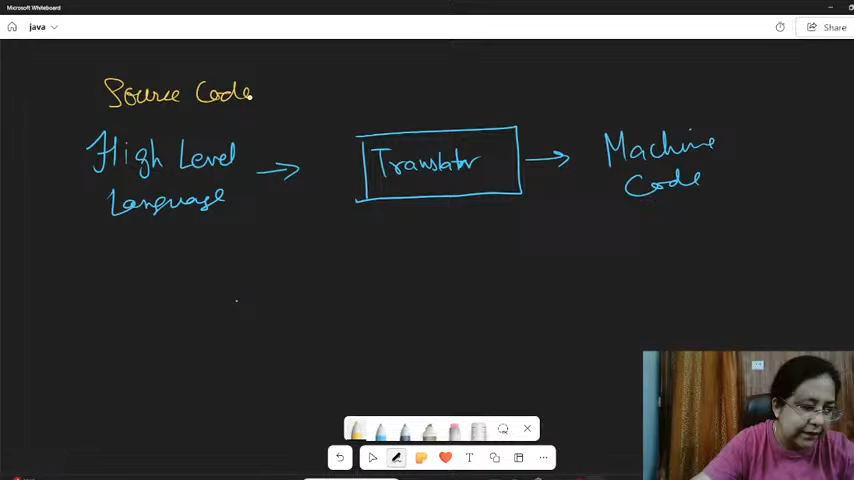 Microsoft Whiteboard
java
Share
Source Code
High Level
Language
Translator
Machine
Code
T